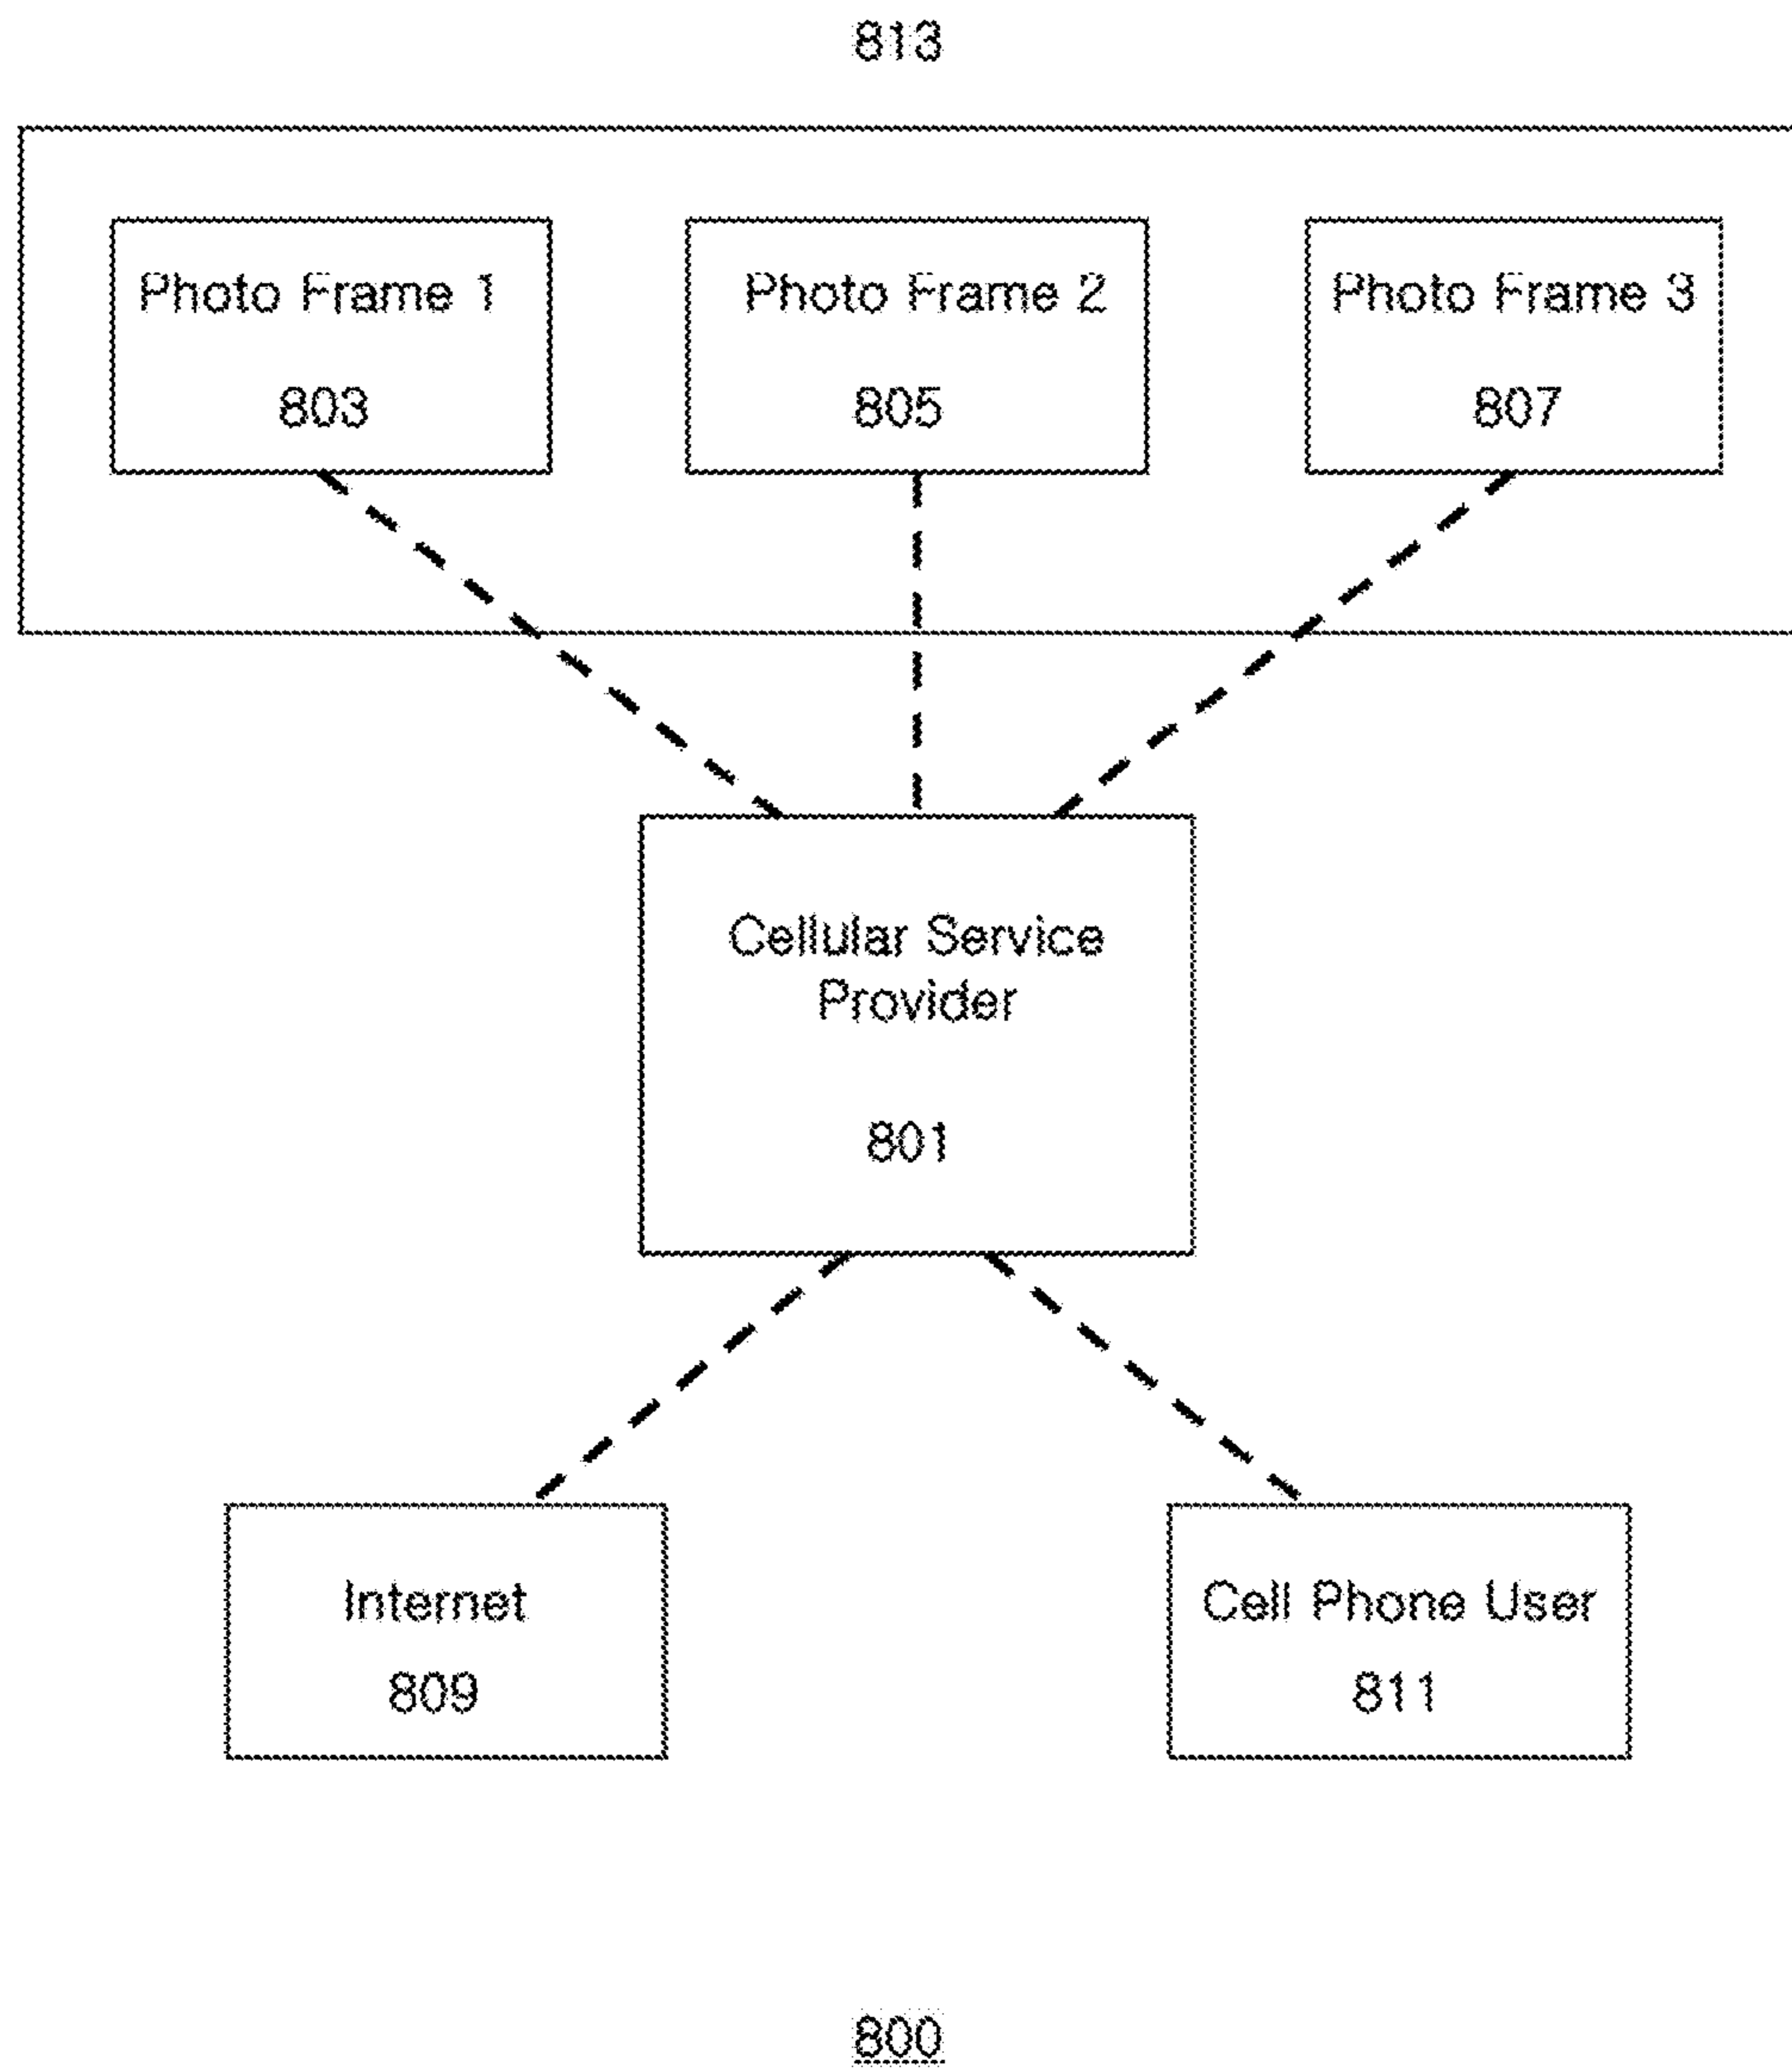 813
Photo Frame 1
803
Photo Frame 2
805
Photo Frame 3
807
Cellular Service
Provider
801
Internet
809
Cell Phone User
811
800